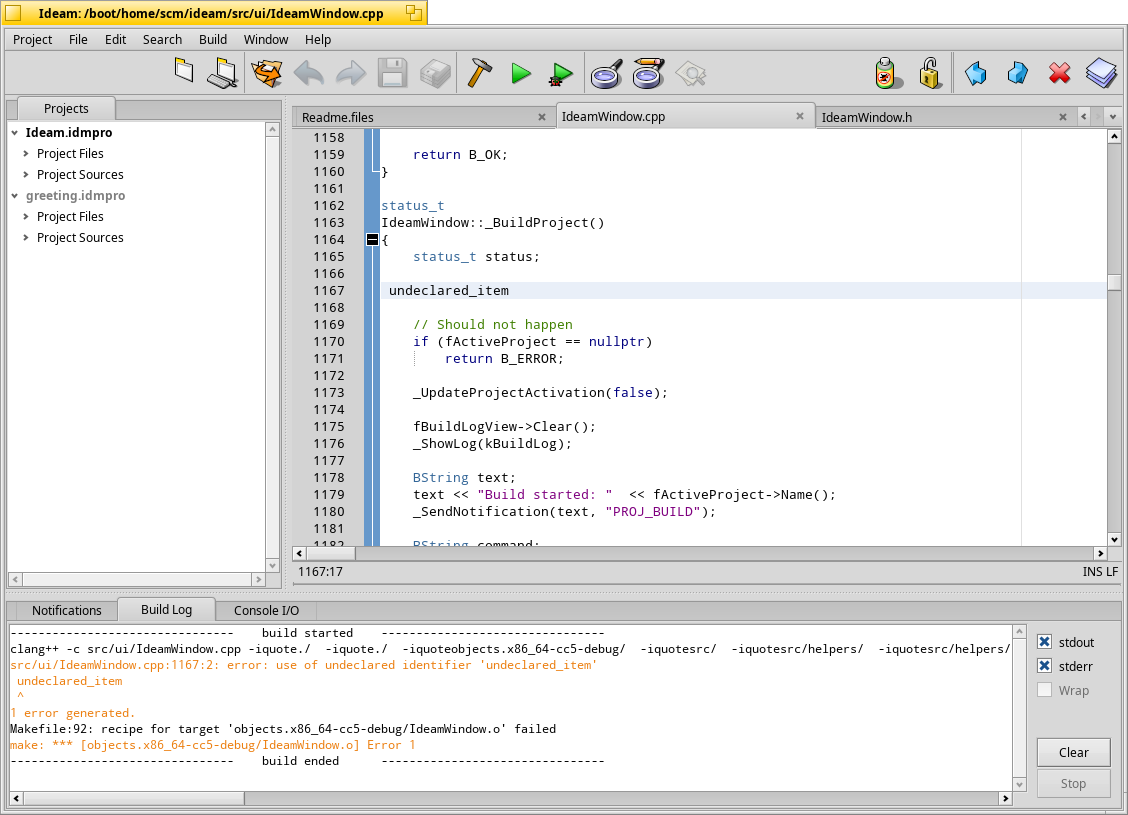 Ideam: /boot/home/scm/ideam/src/ui/IdeamWindow.cpp
Project File Edit Search Build Window Help
Projects
Ideam.idmpro
Project Files
Project Sources
greeting.idmpro
Project Files
Project Sources
Readme.files IdeamWindow.cpp IdeamWindow.h
1158
1159 return B_OK;
1160 }
1161
1162 status_t
1163 IdeamWindow::_BuildProject()
1164 {
1165 status_t status;
1166
1167 undeclared_item
1168
1169 // Should not happen
1170 if (fActiveProject == nullptr)
1171 return B_ERROR;
1172
1173 _UpdateProjectActivation(false);
1174
1175 fBuildLogView->Clear();
1176 _ShowLog(kBuildLog);
1177
1178 BString text;
1179 text << "Build started: " << fActiveProject->Name();
1180 _SendNotification(text, "PROJ_BUILD");
1181
1182 BString command;
1167:17 INS LF
Notifications Build Log Console I/O
-------------------------------- build started --------------------------------
clang++ -c src/ui/IdeamWindow.cpp -iquote./ -iquote./ -iquoteobjects.x86_64-cc5-debug/ -iquotesrc/ -iquotesrc/helpers/ -iquotesrc/helpers/
src/ui/IdeamWindow.cpp:1167:2: error: use of undeclared identifier 'undeclared_item'
undeclared_item
^
1 error generated.
Makefile:92: recipe for target 'objects.x86_64-cc5-debug/IdeamWindow.o' failed
make: *** [objects.x86_64-cc5-debug/IdeamWindow.o] Error 1
-------------------------------- build ended --------------------------------
stdout
stderr
Wrap
Clear
Stop